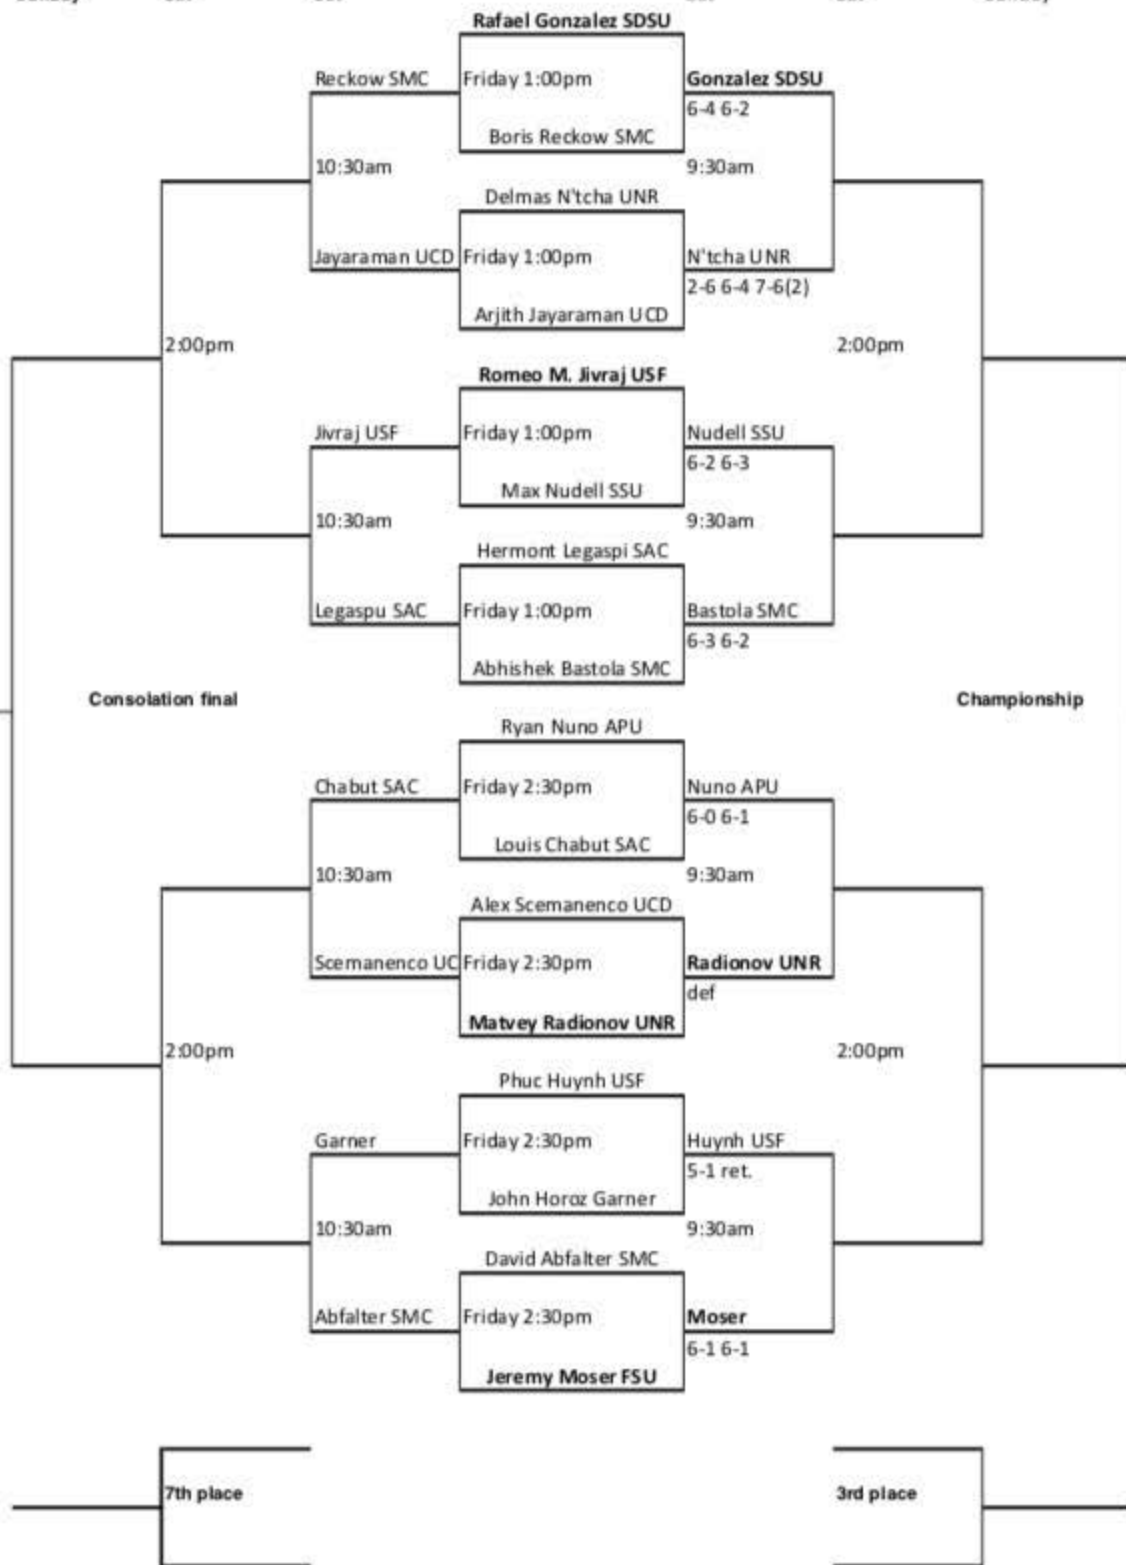 Rafael Gonzalez SDSU
Reckow SMC
Friday 1:00pm
Gonzalez SDSU
6-4 6-2
Boris Reckow SMC
10:30am
9:30am
Delmas N'tcha UNR
Jayaraman UCD
Friday 1:00pm
N'tcha UNR
2-6 6-4 7-6(2)
Arjith Jayaraman UCD
2:00pm
2:00pm
Romeo M. Jivraj USF
Jivraj USF
Friday 1:00pm
Nudell SSU
6-2 6-3
Max Nudell SSU
10:30am
9:30am
Hermont Legaspi SAC
Legaspu SAC
Friday 1:00pm
Bastola SMC
6-3 6-2
Abhishek Bastola SMC
Consolation final
Championship
Ryan Nuno APU
Chabut SAC
Friday 2:30pm
Nuno APU
6-0 6-1
Louis Chabut SAC
10:30am
9:30am
Alex Scemanenco UCD
Scemanenco UC
Friday 2:30pm
Radionov UNR
def
Matvey Radionov UNR
2:00pm
2:00pm
Phuc Huynh USF
Garner
Friday 2:30pm
Huynh USF
5-1 ret.
John Horoz Garner
10:30am
9:30am
David Abfalter SMC
Abfalter SMC
Friday 2:30pm
Moser
6-1 6-1
Jeremy Moser FSU
7th place
3rd place